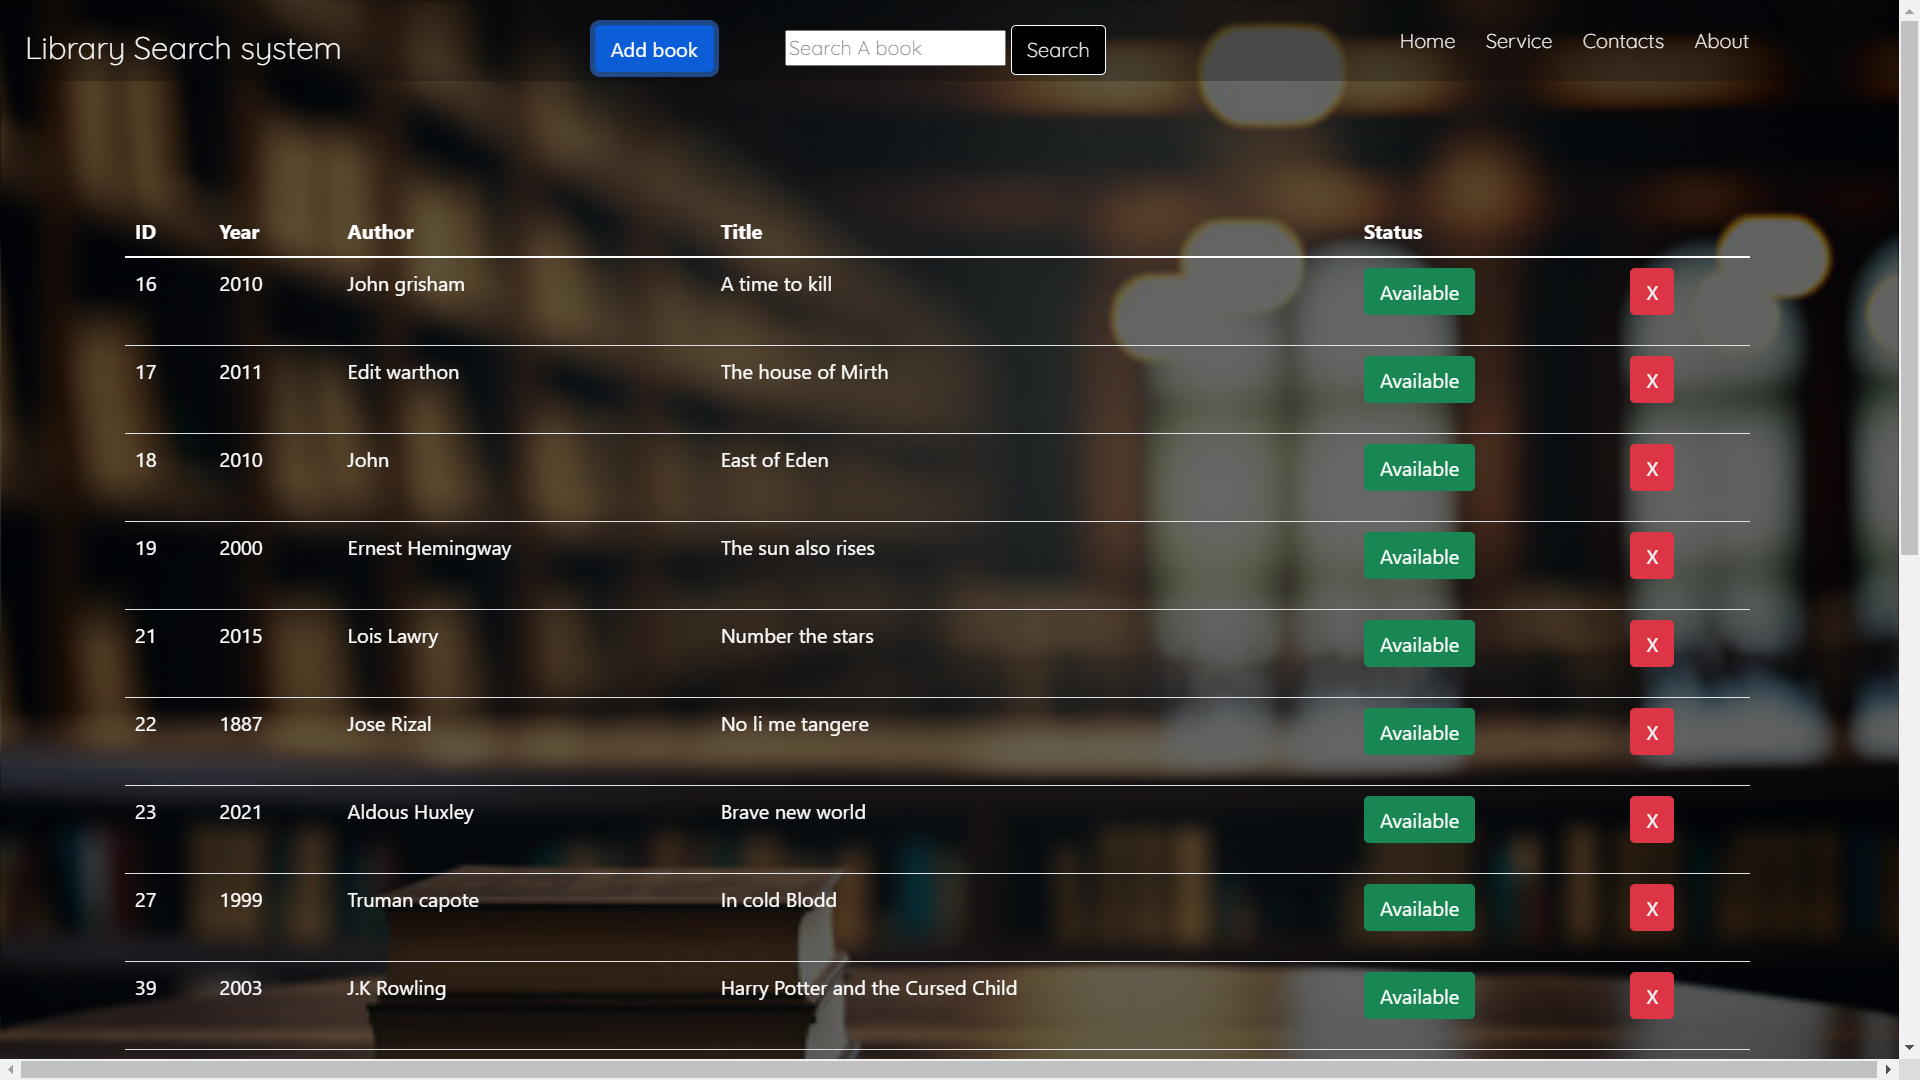 Library Search system Add book Search A book Search Home Service Contacts About
ID Year Author Title Status
16 2010 John grisham A time to kill Available X
17 2011 Edit warthon The house of Mirth Available X
18 2010 John East of Eden Available X
19 2000 Ernest Hemingway The sun also rises Available X
21 2015 Lois Lawry Number the stars Available X
22 1887 Jose Rizal No li me tangere Available X
23 2021 Aldous Huxley Brave new world Available X
27 1999 Truman capote In cold Blodd Available X
39 2003 J.K Rowling Harry Potter and the Cursed Child Available X